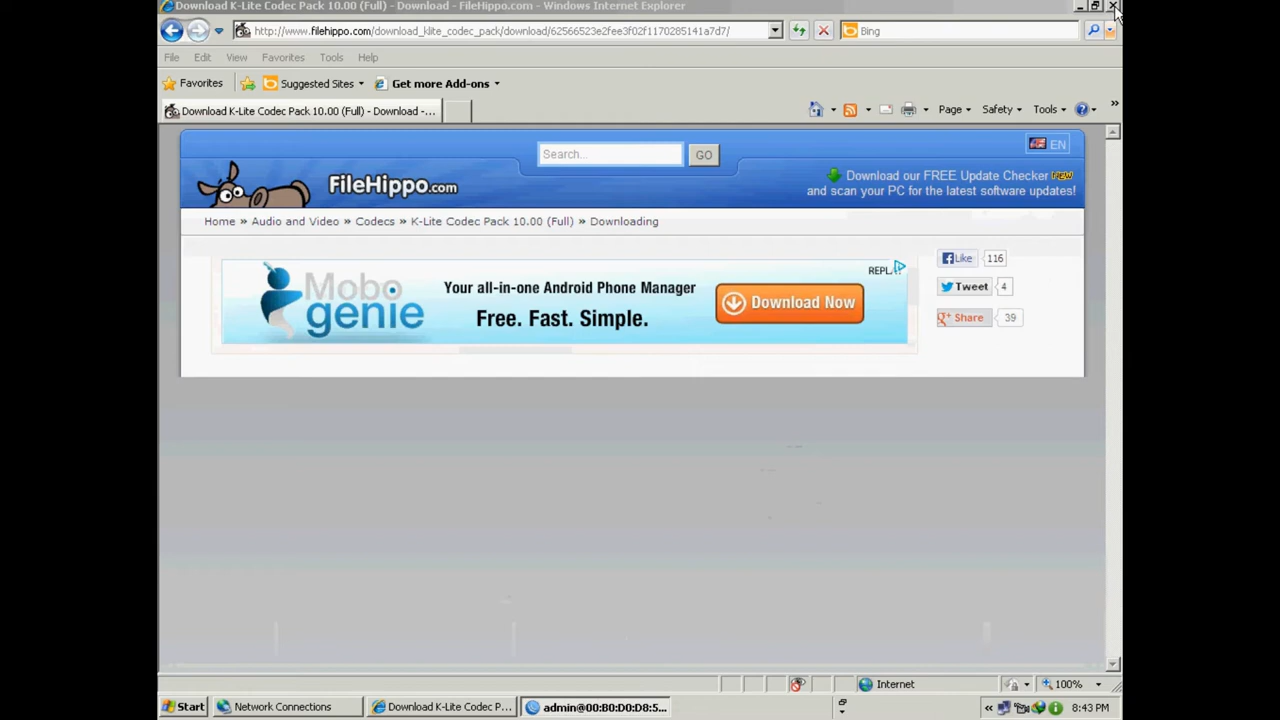 Download K-Lite Codec Pack 10.00 (Full) - Download - FileHippo.com - Windows Internet Explorer
http://www.filehippo.com/download_klite_codec_pack/download/62566523e2fee3f02f1170285141a7d7/
Bing
File Edit View Favorites Tools Help
Favorites Suggested Sites Get more Add-ons
Download K-Lite Codec Pack 10.00 (Full) - Download -...
Page Safety Tools
Search... GO
EN
FileHippo.com
Download our FREE Update Checker NEW
and scan your PC for the latest software updates!
Home » Audio and Video » Codecs » K-Lite Codec Pack 10.00 (Full) » Downloading
Mobo genie
Your all-in-one Android Phone Manager
Free. Fast. Simple.
Download Now
REPL
Like 116
Tweet 4
Share 39
Internet 100%
Start Network Connections Download K-Lite Codec P... admin@00:B0:D0:D8:5... 8:43 PM